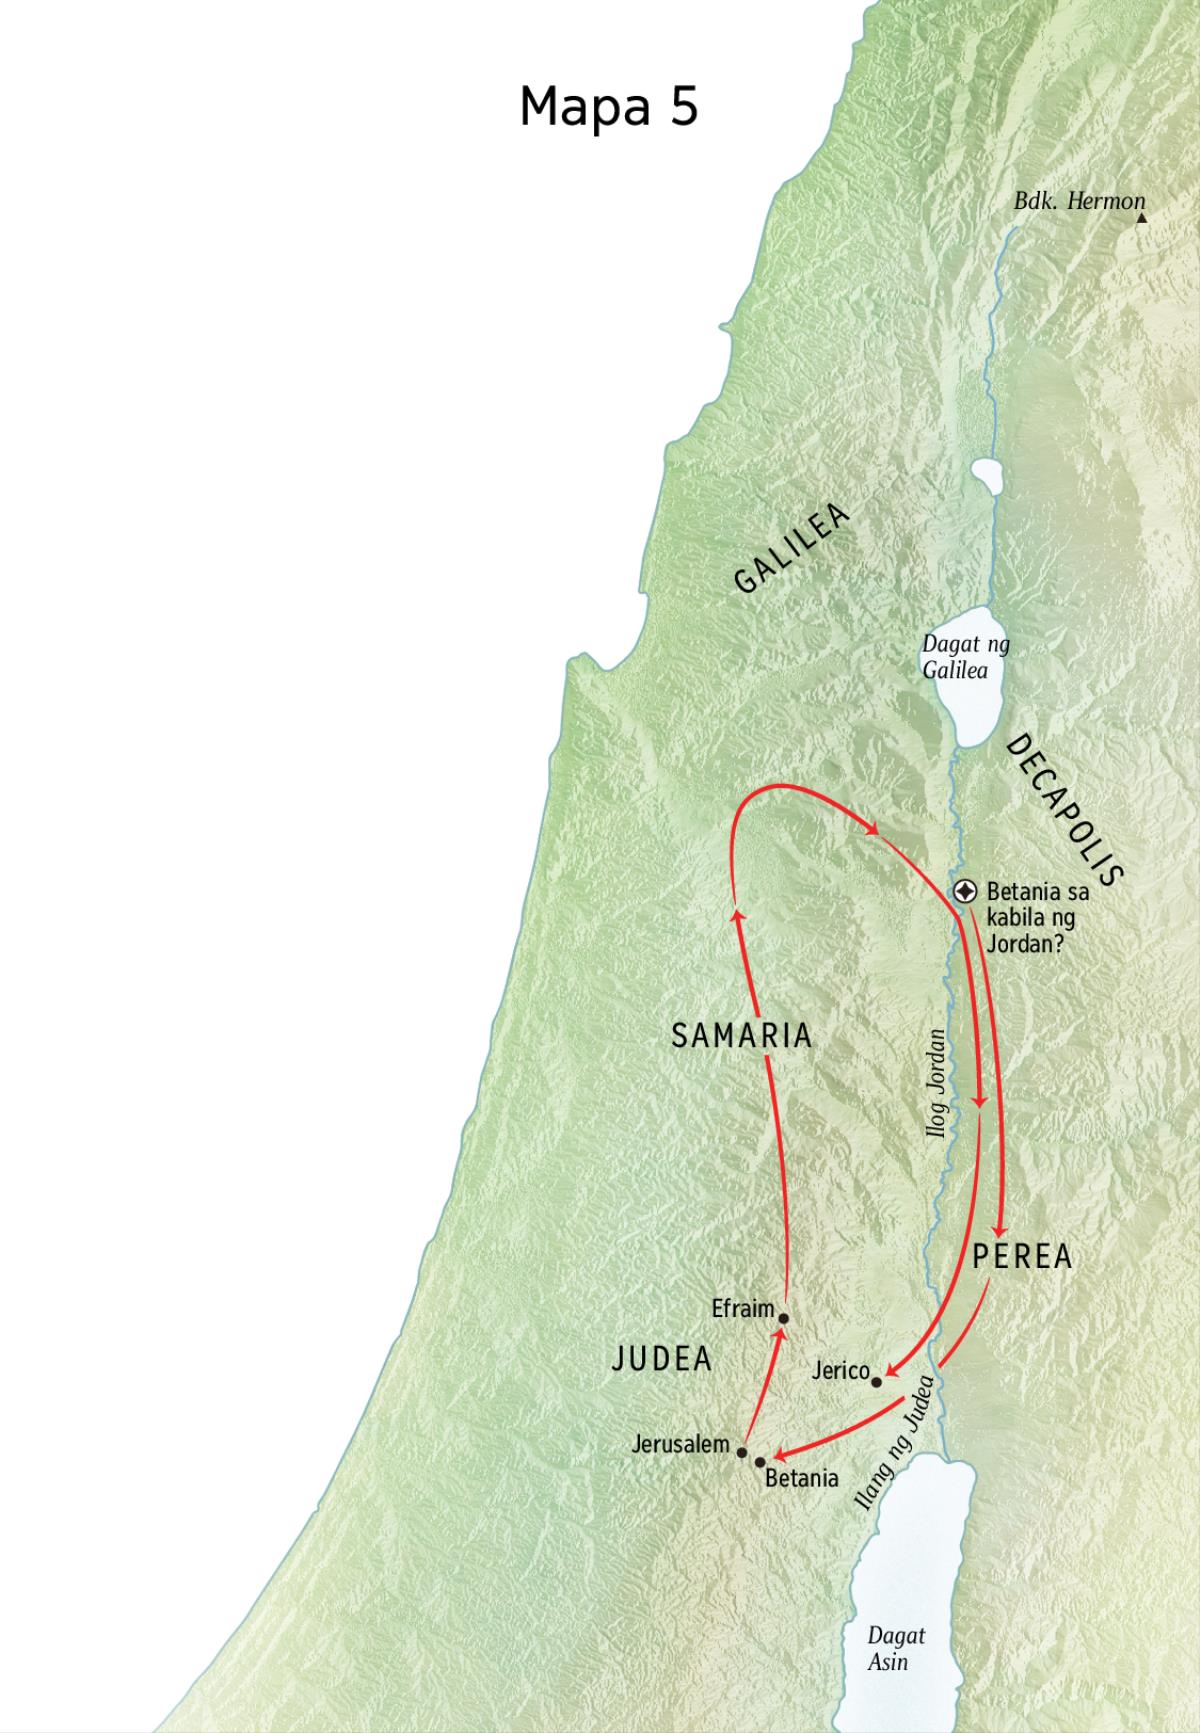 Mapa 5
Bdk. Hermon
GALILEA
Dagat ng
Galilea
DECAPOLIS
Betania sa
kabila ng
Jordan?
SAMARIA
Ilog Jordan
PEREA
Efraim
JUDEA
Jerico
Ilang ng Judea
Jerusalem
Betania
Dagat
Asin